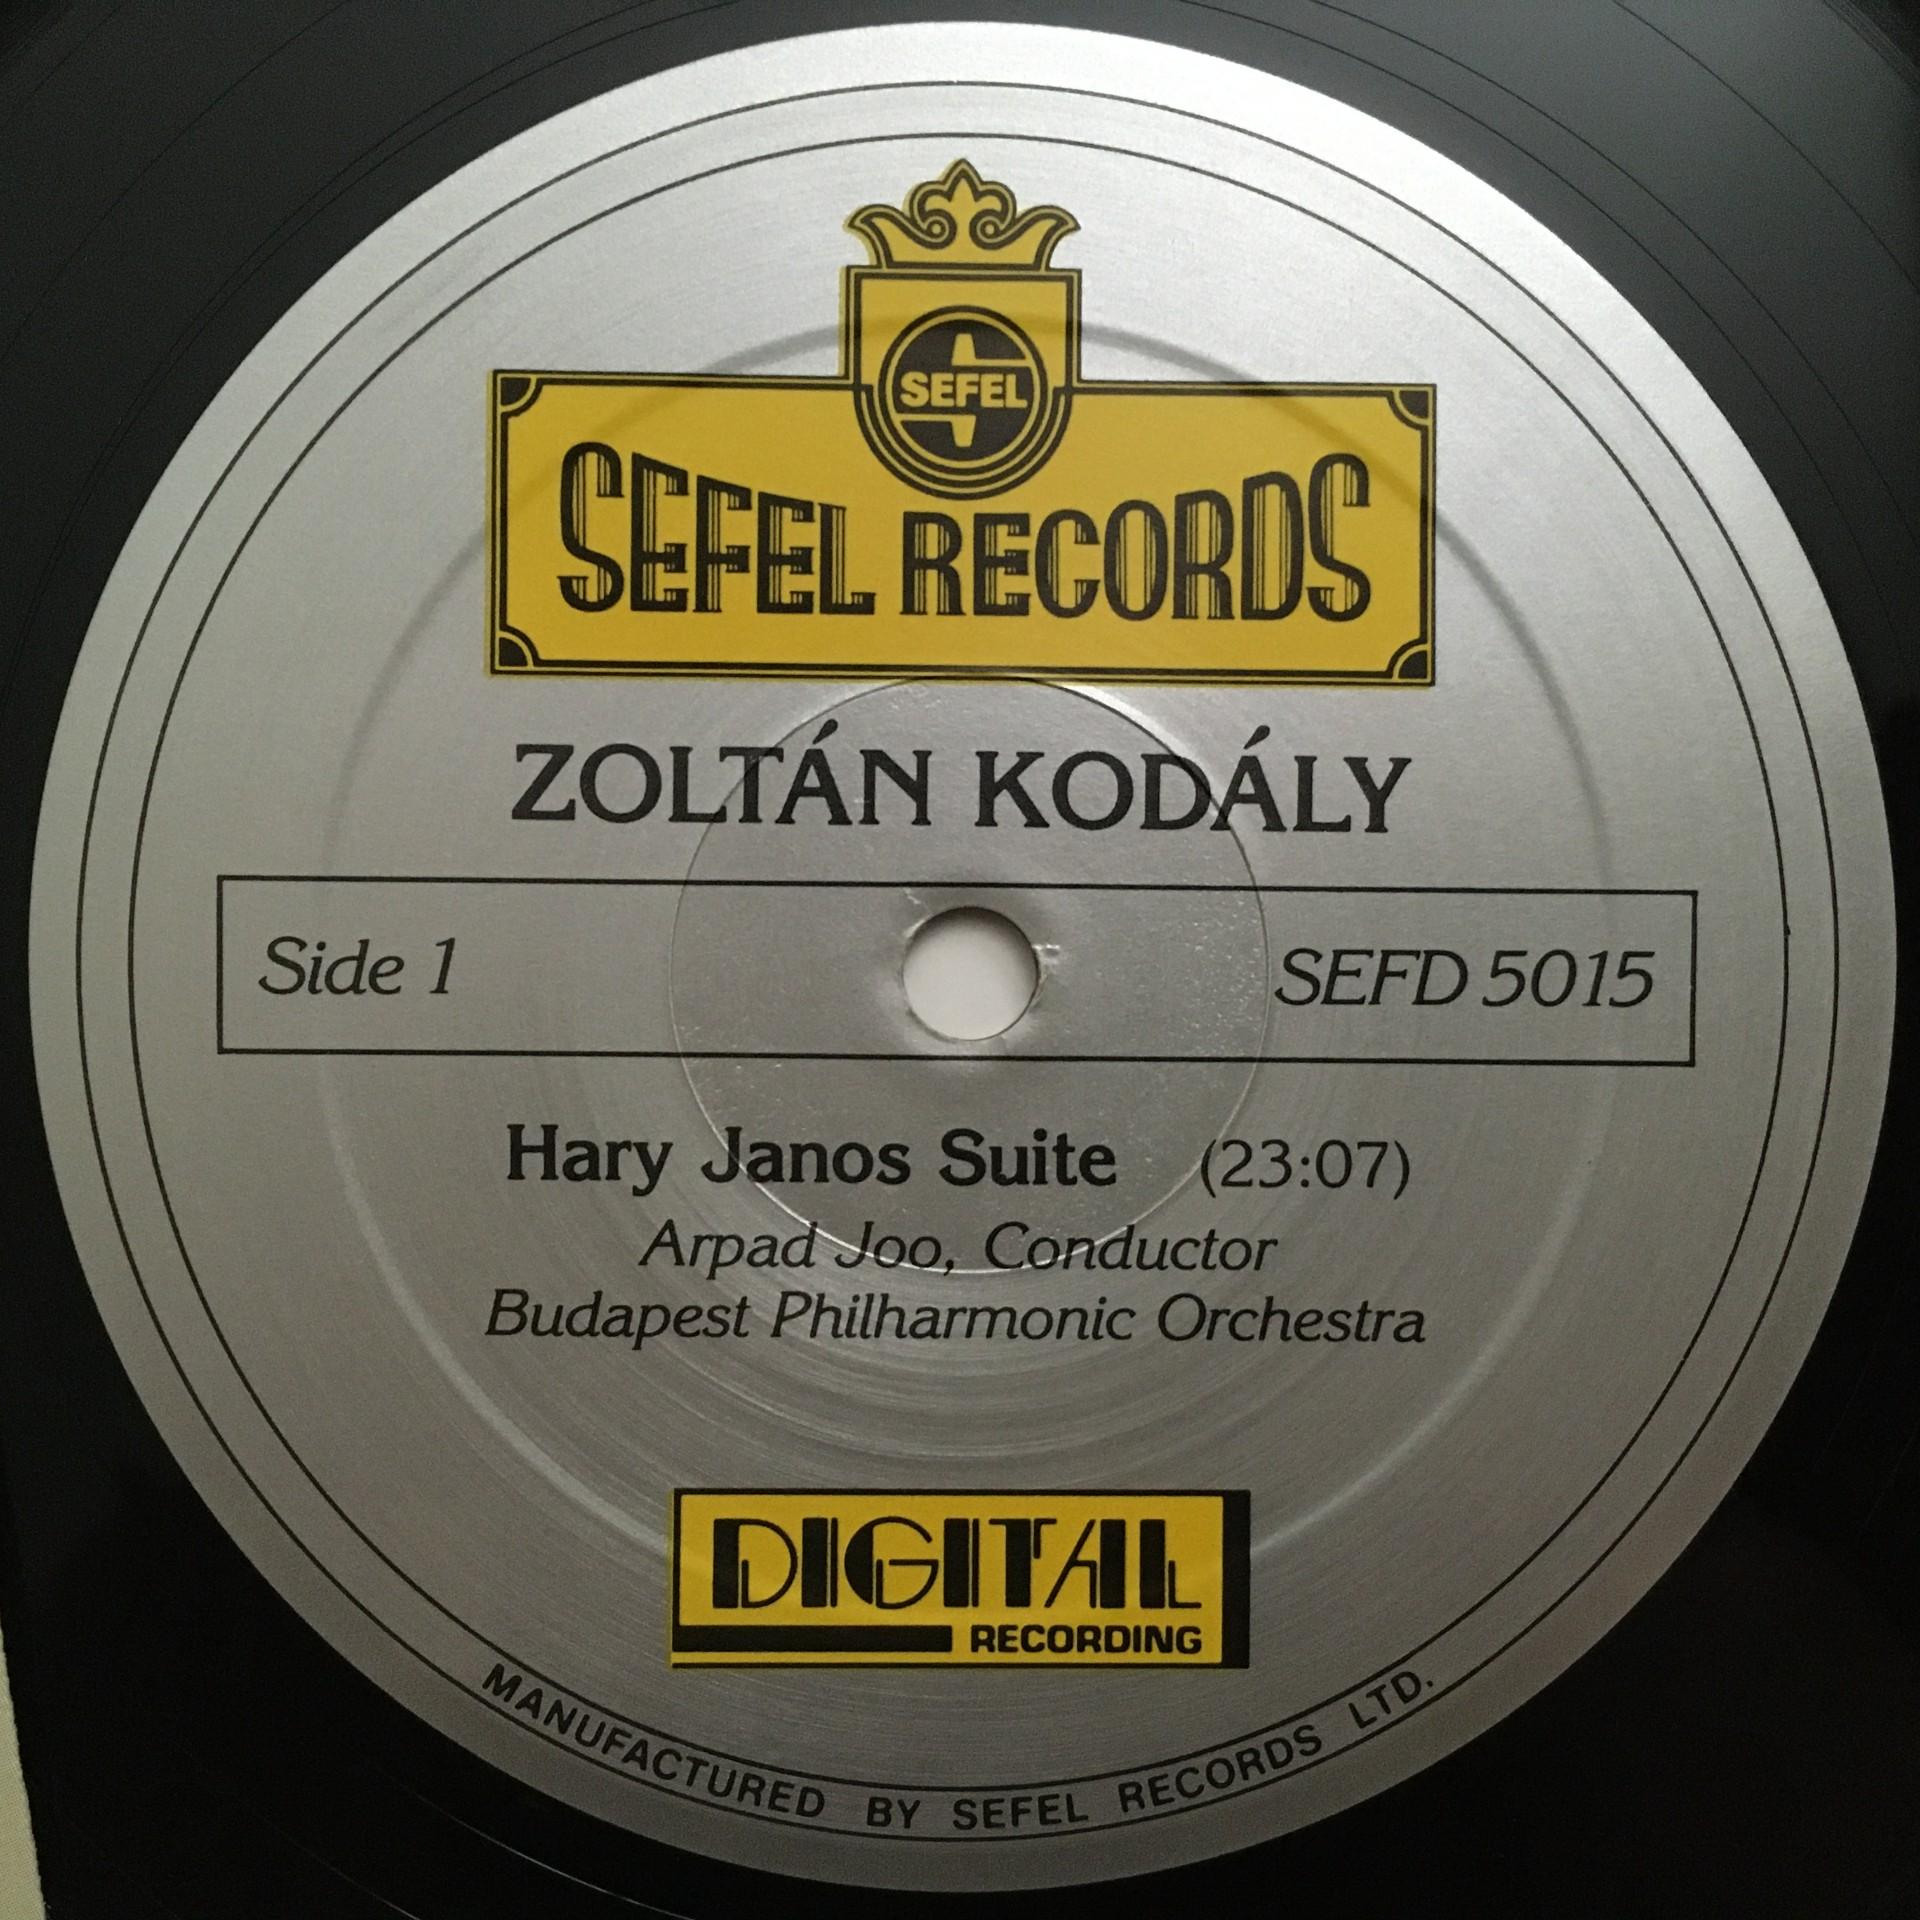 SEFEL
SEFEL RECORDS
ZOLTÁN KODÁLY
Side 1 SEFD 5015
Hary Janos Suite (23:07)
Arpad Joo, Conductor
Budapest Philharmonic Orchestra
DIGITAL
RECORDING
MANUFACTURED BY SEFEL RECORDS LTD.